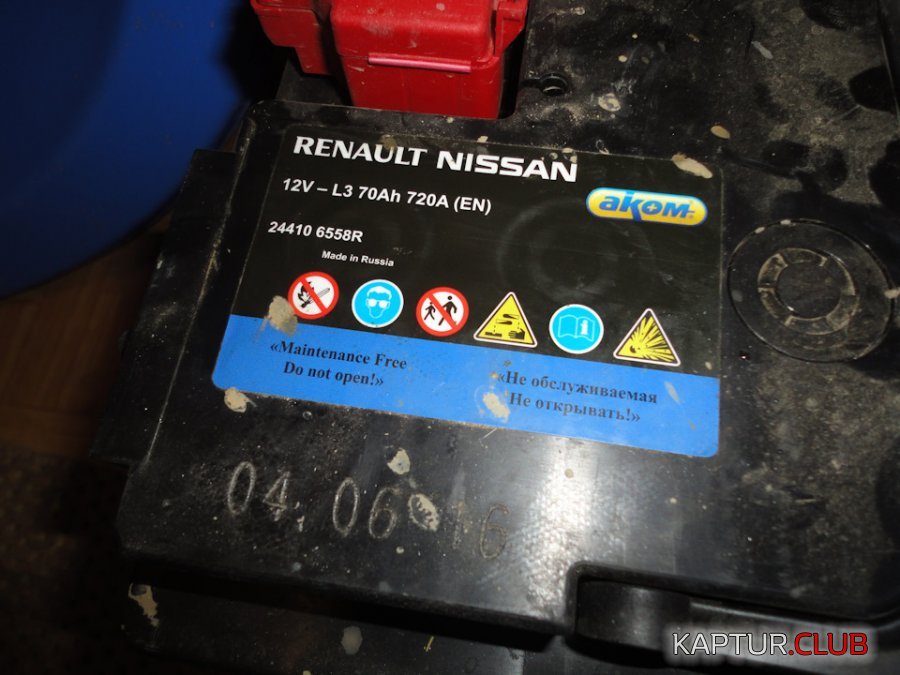 RENAULT NISSAN
12V – L3 70Ah 720A (EN)
аком
24410 6558R
Made in Russia
«Maintenance Free
Do not open!»
«Не обслуживаемая
Не открывать!»
04 06 16
KAPTUR.CLUB